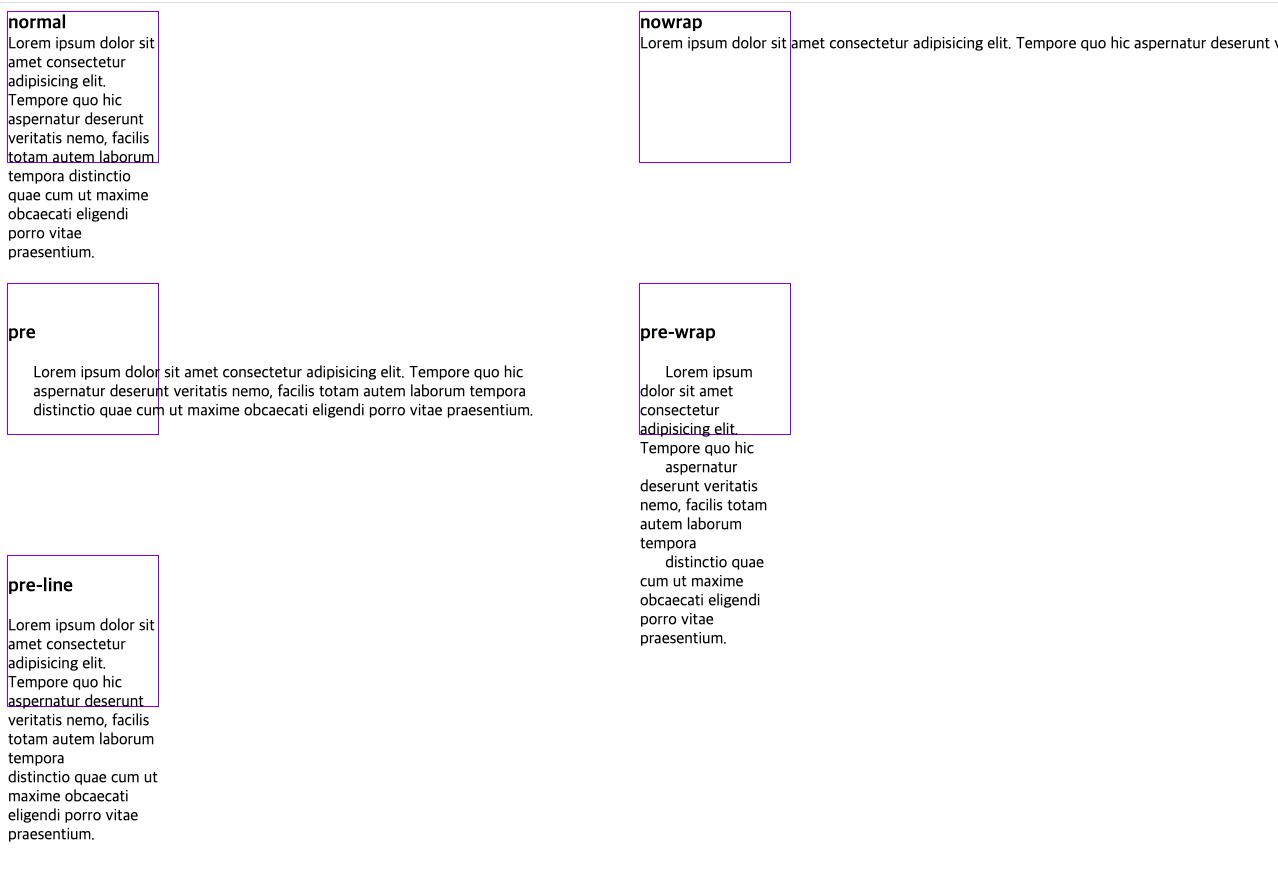 normal
Lorem ipsum dolor sit
amet consectetur
adipisicing elit.
Tempore quo hic
aspernatur deserunt
veritatis nemo, facilis
totam autem laborum
tempora distinctio
quae cum ut maxime
obcaecati eligendi
porro vitae
praesentium.
nowrap
Lorem ipsum dolor sit amet consectetur adipisicing elit. Tempore quo hic aspernatur deserunt v
pre
Lorem ipsum dolor sit amet consectetur adipisicing elit. Tempore quo hic
aspernatur deserunt veritatis nemo, facilis totam autem laborum tempora
distinctio quae cum ut maxime obcaecati eligendi porro vitae praesentium.
pre-wrap
Lorem ipsum
dolor sit amet
consectetur
adipisicing elit.
Tempore quo hic
aspernatur
deserunt veritatis
nemo, facilis totam
autem laborum
tempora
distinctio quae
cum ut maxime
obcaecati eligendi
porro vitae
praesentium.
pre-line
Lorem ipsum dolor sit
amet consectetur
adipisicing elit.
Tempore quo hic
aspernatur deserunt
veritatis nemo, facilis
totam autem laborum
tempora
distinctio quae cum ut
maxime obcaecati
eligendi porro vitae
praesentium.